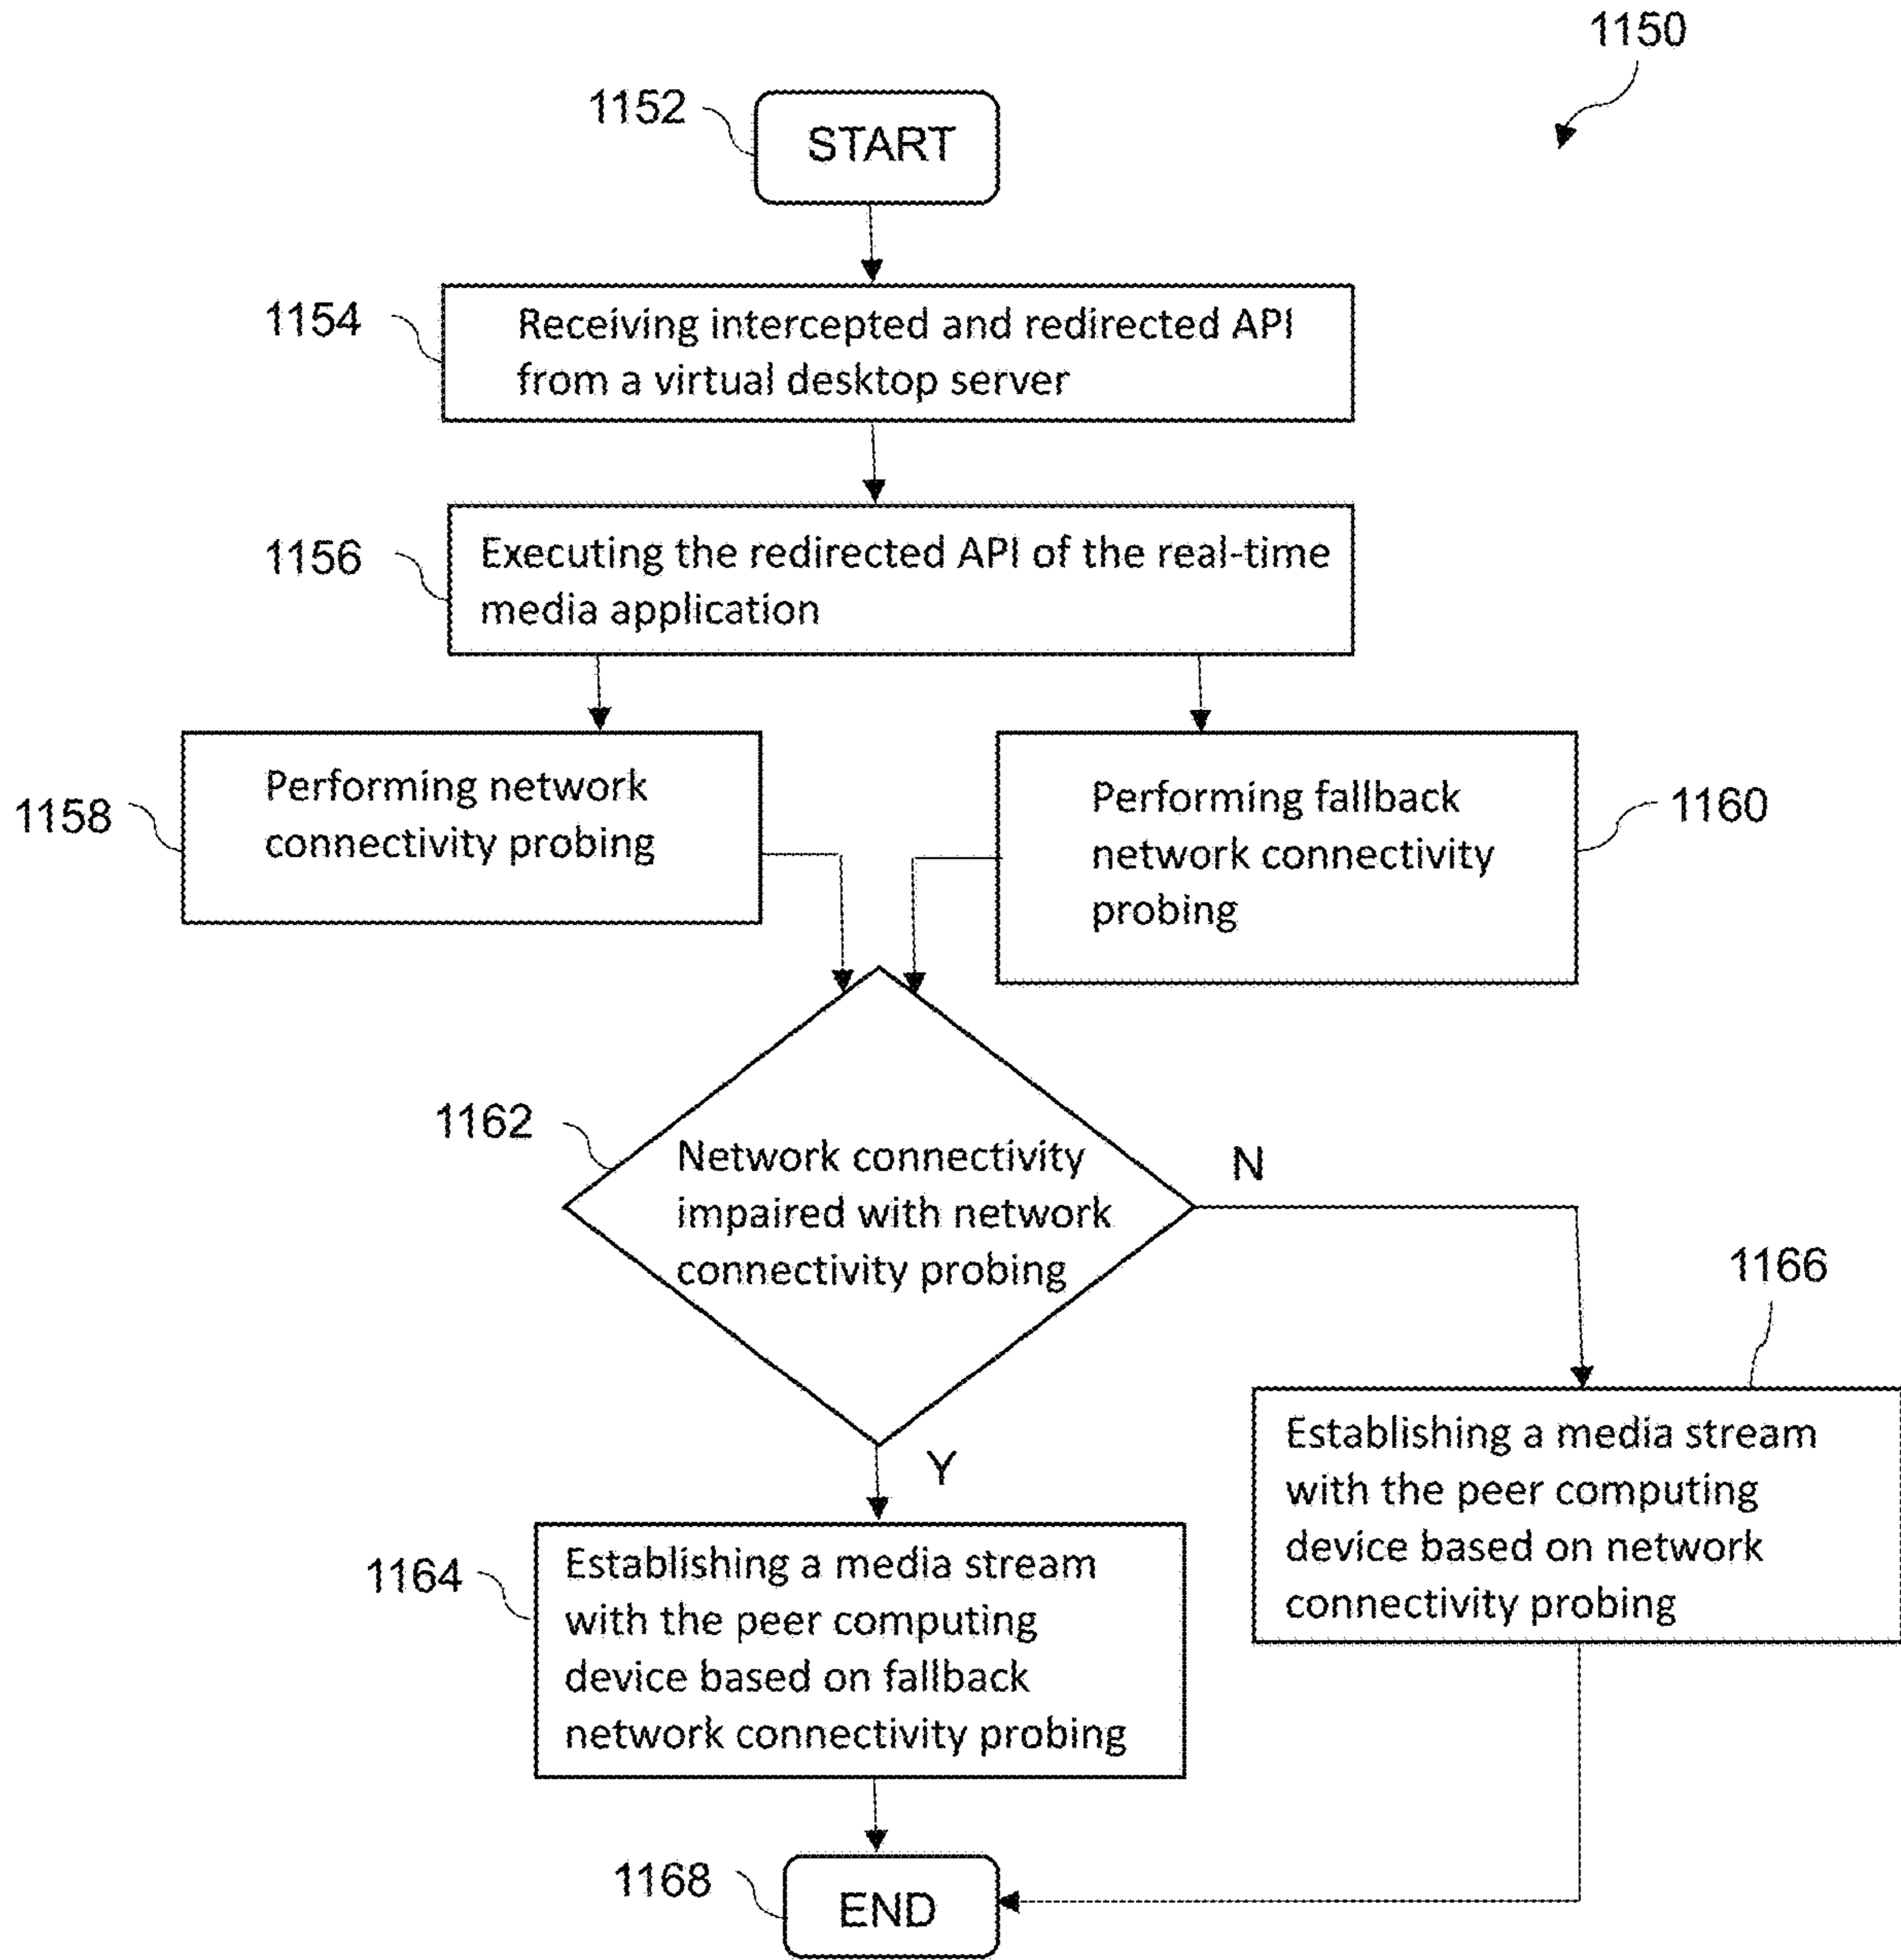 1150
1152
START
1154
Receiving intercepted and redirected API
from a virtual desktop server
1156
Executing the redirected API of the real-time
media application
1158
Performing network
connectivity probing
Performing fallback
network connectivity
probing
1160
1162
Network connectivity
impaired with network
connectivity probing
N
Y
1166
Establishing a media stream
with the peer computing
device based on network
connectivity probing
1164
Establishing a media stream
with the peer computing
device based on fallback
network connectivity probing
1168
END